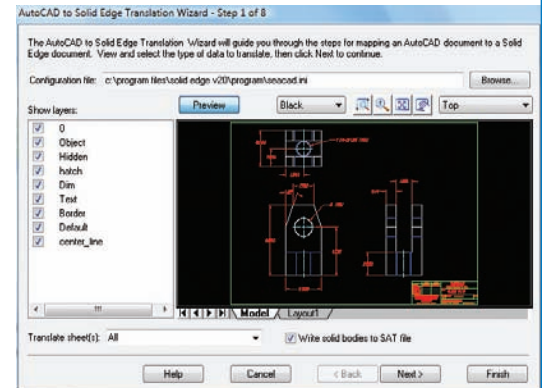 AutoCAD to Solid Edge Translation Wizard - Step 1 of 8
The AutoCAD to Solid Edge Translation Wizard will guide you through the steps for mapping an AutoCAD document to a Solid
Edge document. View and select the type of data to translate, then click Next to continue.
Configuration file: c:\program files\solid edge v20\program\seacad.ini Browse...
Show layers: Preview Black Top
0
Object
Hidden
hatch
Dim
Text
Border
Default
center_line
Model Layout1
Translate sheet(s): All Write solid bodies to SAT file
Help Cancel < Back Next > Finish